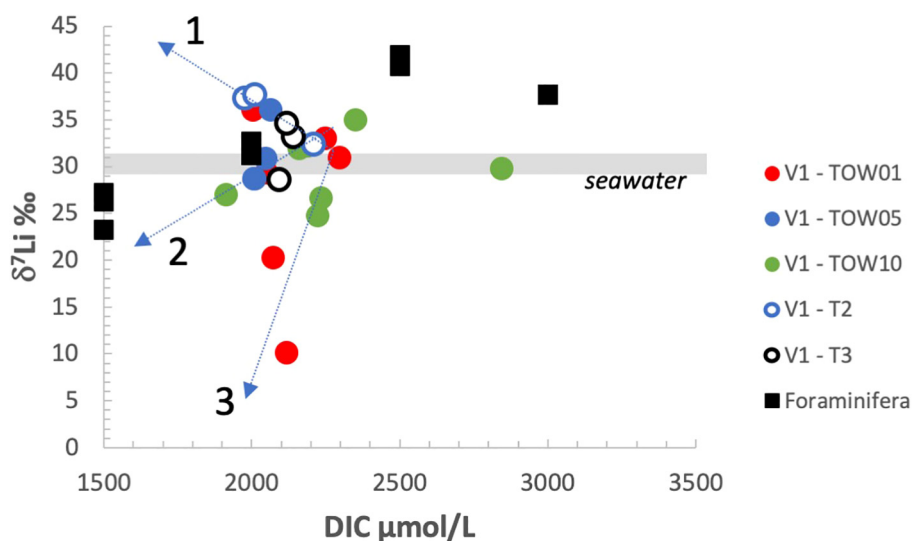 45
40
35
30
25
20
15
10
5
0
δ⁷Li ‰
1
2
3
seawater
1500 2000 2500 3000 3500
DIC µmol/L
V1 - TOW01
V1 - TOW05
V1 - TOW10
V1 - T2
V1 - T3
Foraminifera